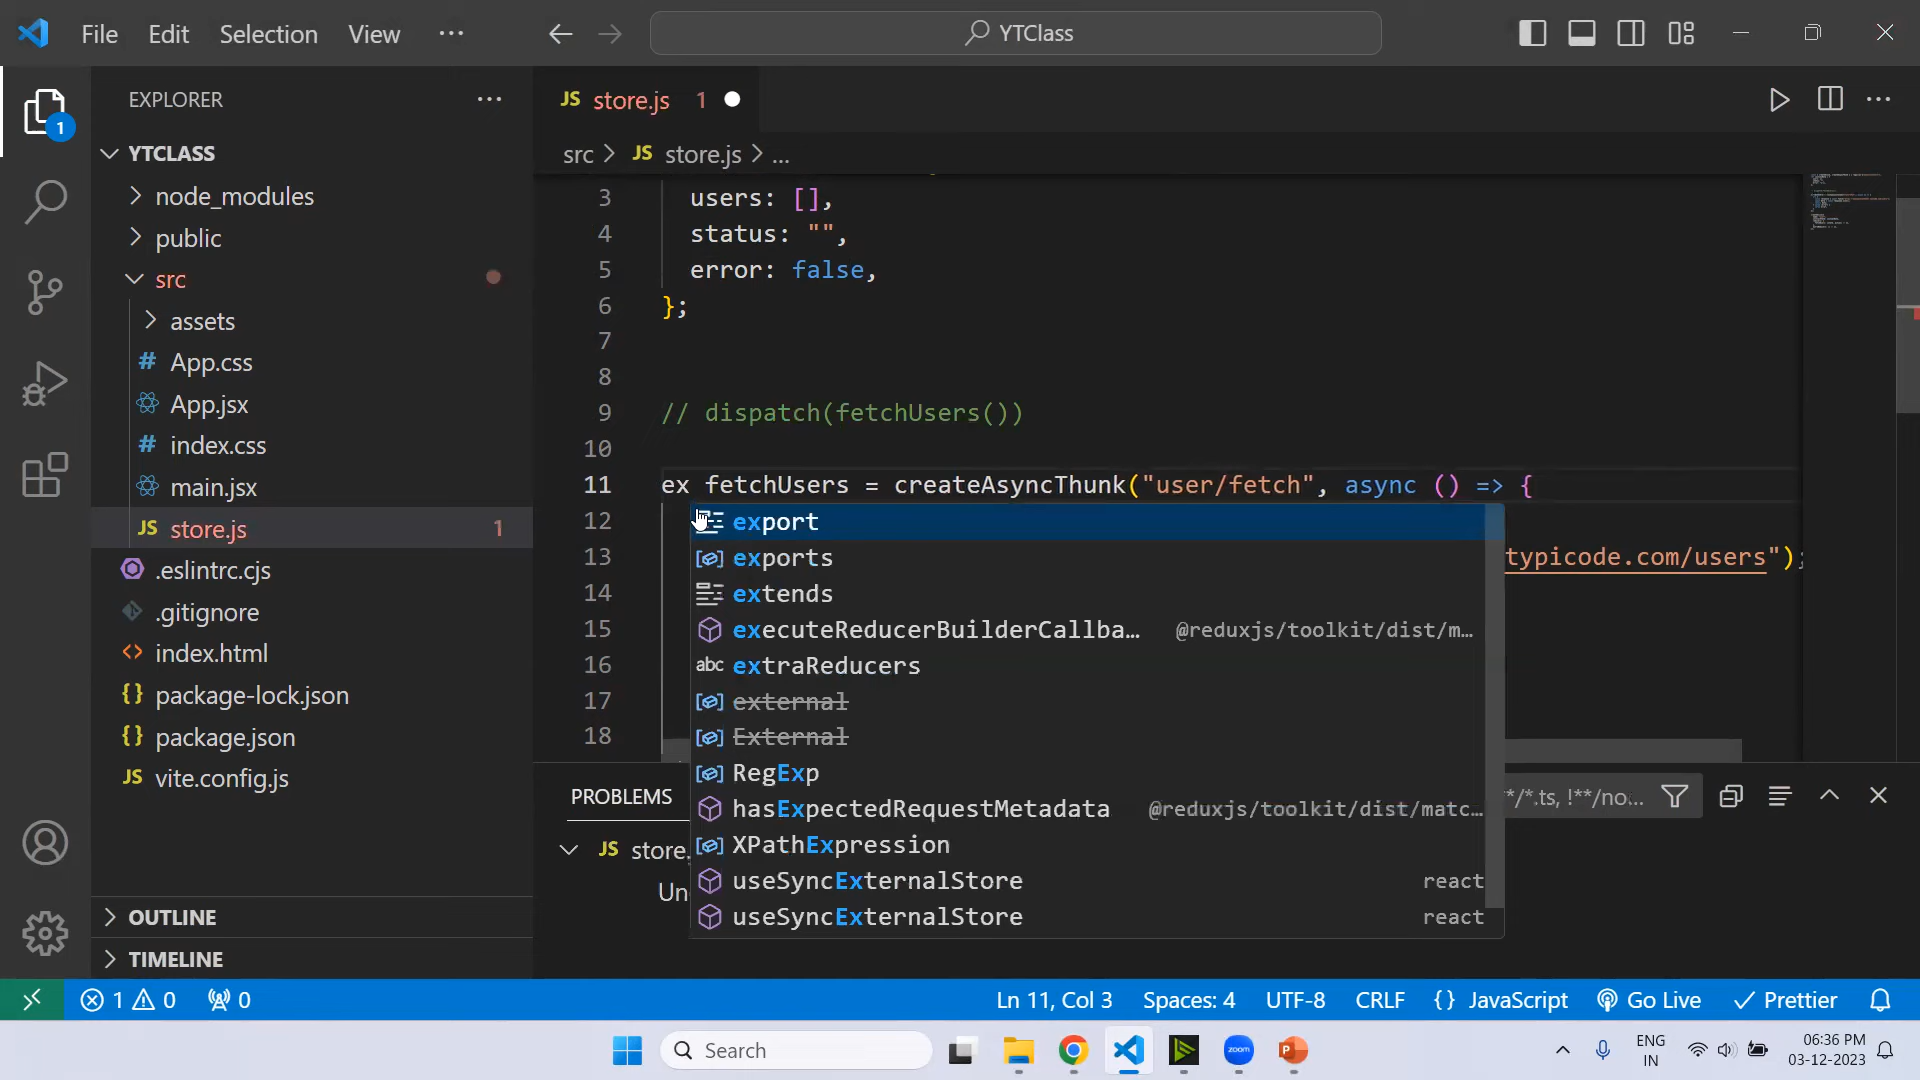 File Edit Selection View ··· YTClass
EXPLORER ···
YTCLASS
node_modules
public
src
assets
# App.css
App.jsx
# index.css
main.jsx
JS store.js 1
.eslintrc.cjs
.gitignore
<> index.html
{} package-lock.json
{} package.json
JS vite.config.js
OUTLINE
TIMELINE
1
JS store.js 1
src > JS store.js > ...
3 users: [],
4 status: "",
5 error: false,
6 };
7
8
9 // dispatch(fetchUsers())
10
11 ex fetchUsers = createAsyncThunk("user/fetch", async () => {
12 export
13 exports typicode.com/users");
14 extends
15 executeReducerBuilderCallba… @reduxjs/toolkit/dist/m…
16 abc extraReducers
17 external
18 External
RegExp
hasExpectedRequestMetadata @reduxjs/toolkit/dist/matc…
XPathExpression
useSyncExternalStore react
useSyncExternalStore react
PROBLEMS
*/*.ts, !**/no...
JS store.
Un
1 0 0 Ln 11, Col 3 Spaces: 4 UTF-8 CRLF {} JavaScript Go Live Prettier
Search zoom P ENG
IN
06:36 PM
03-12-2023